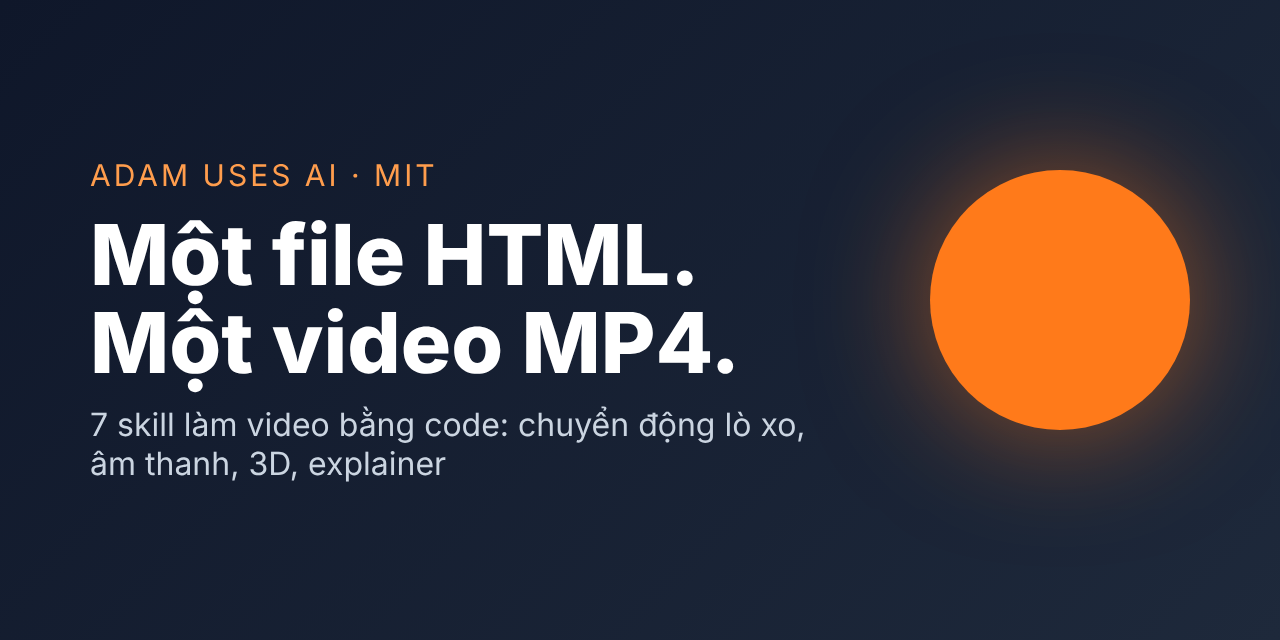 ADAM USES AI · MIT
Một file HTML.
Một video MP4.
7 skill làm video bằng code: chuyển động lò xo,
âm thanh, 3D, explainer